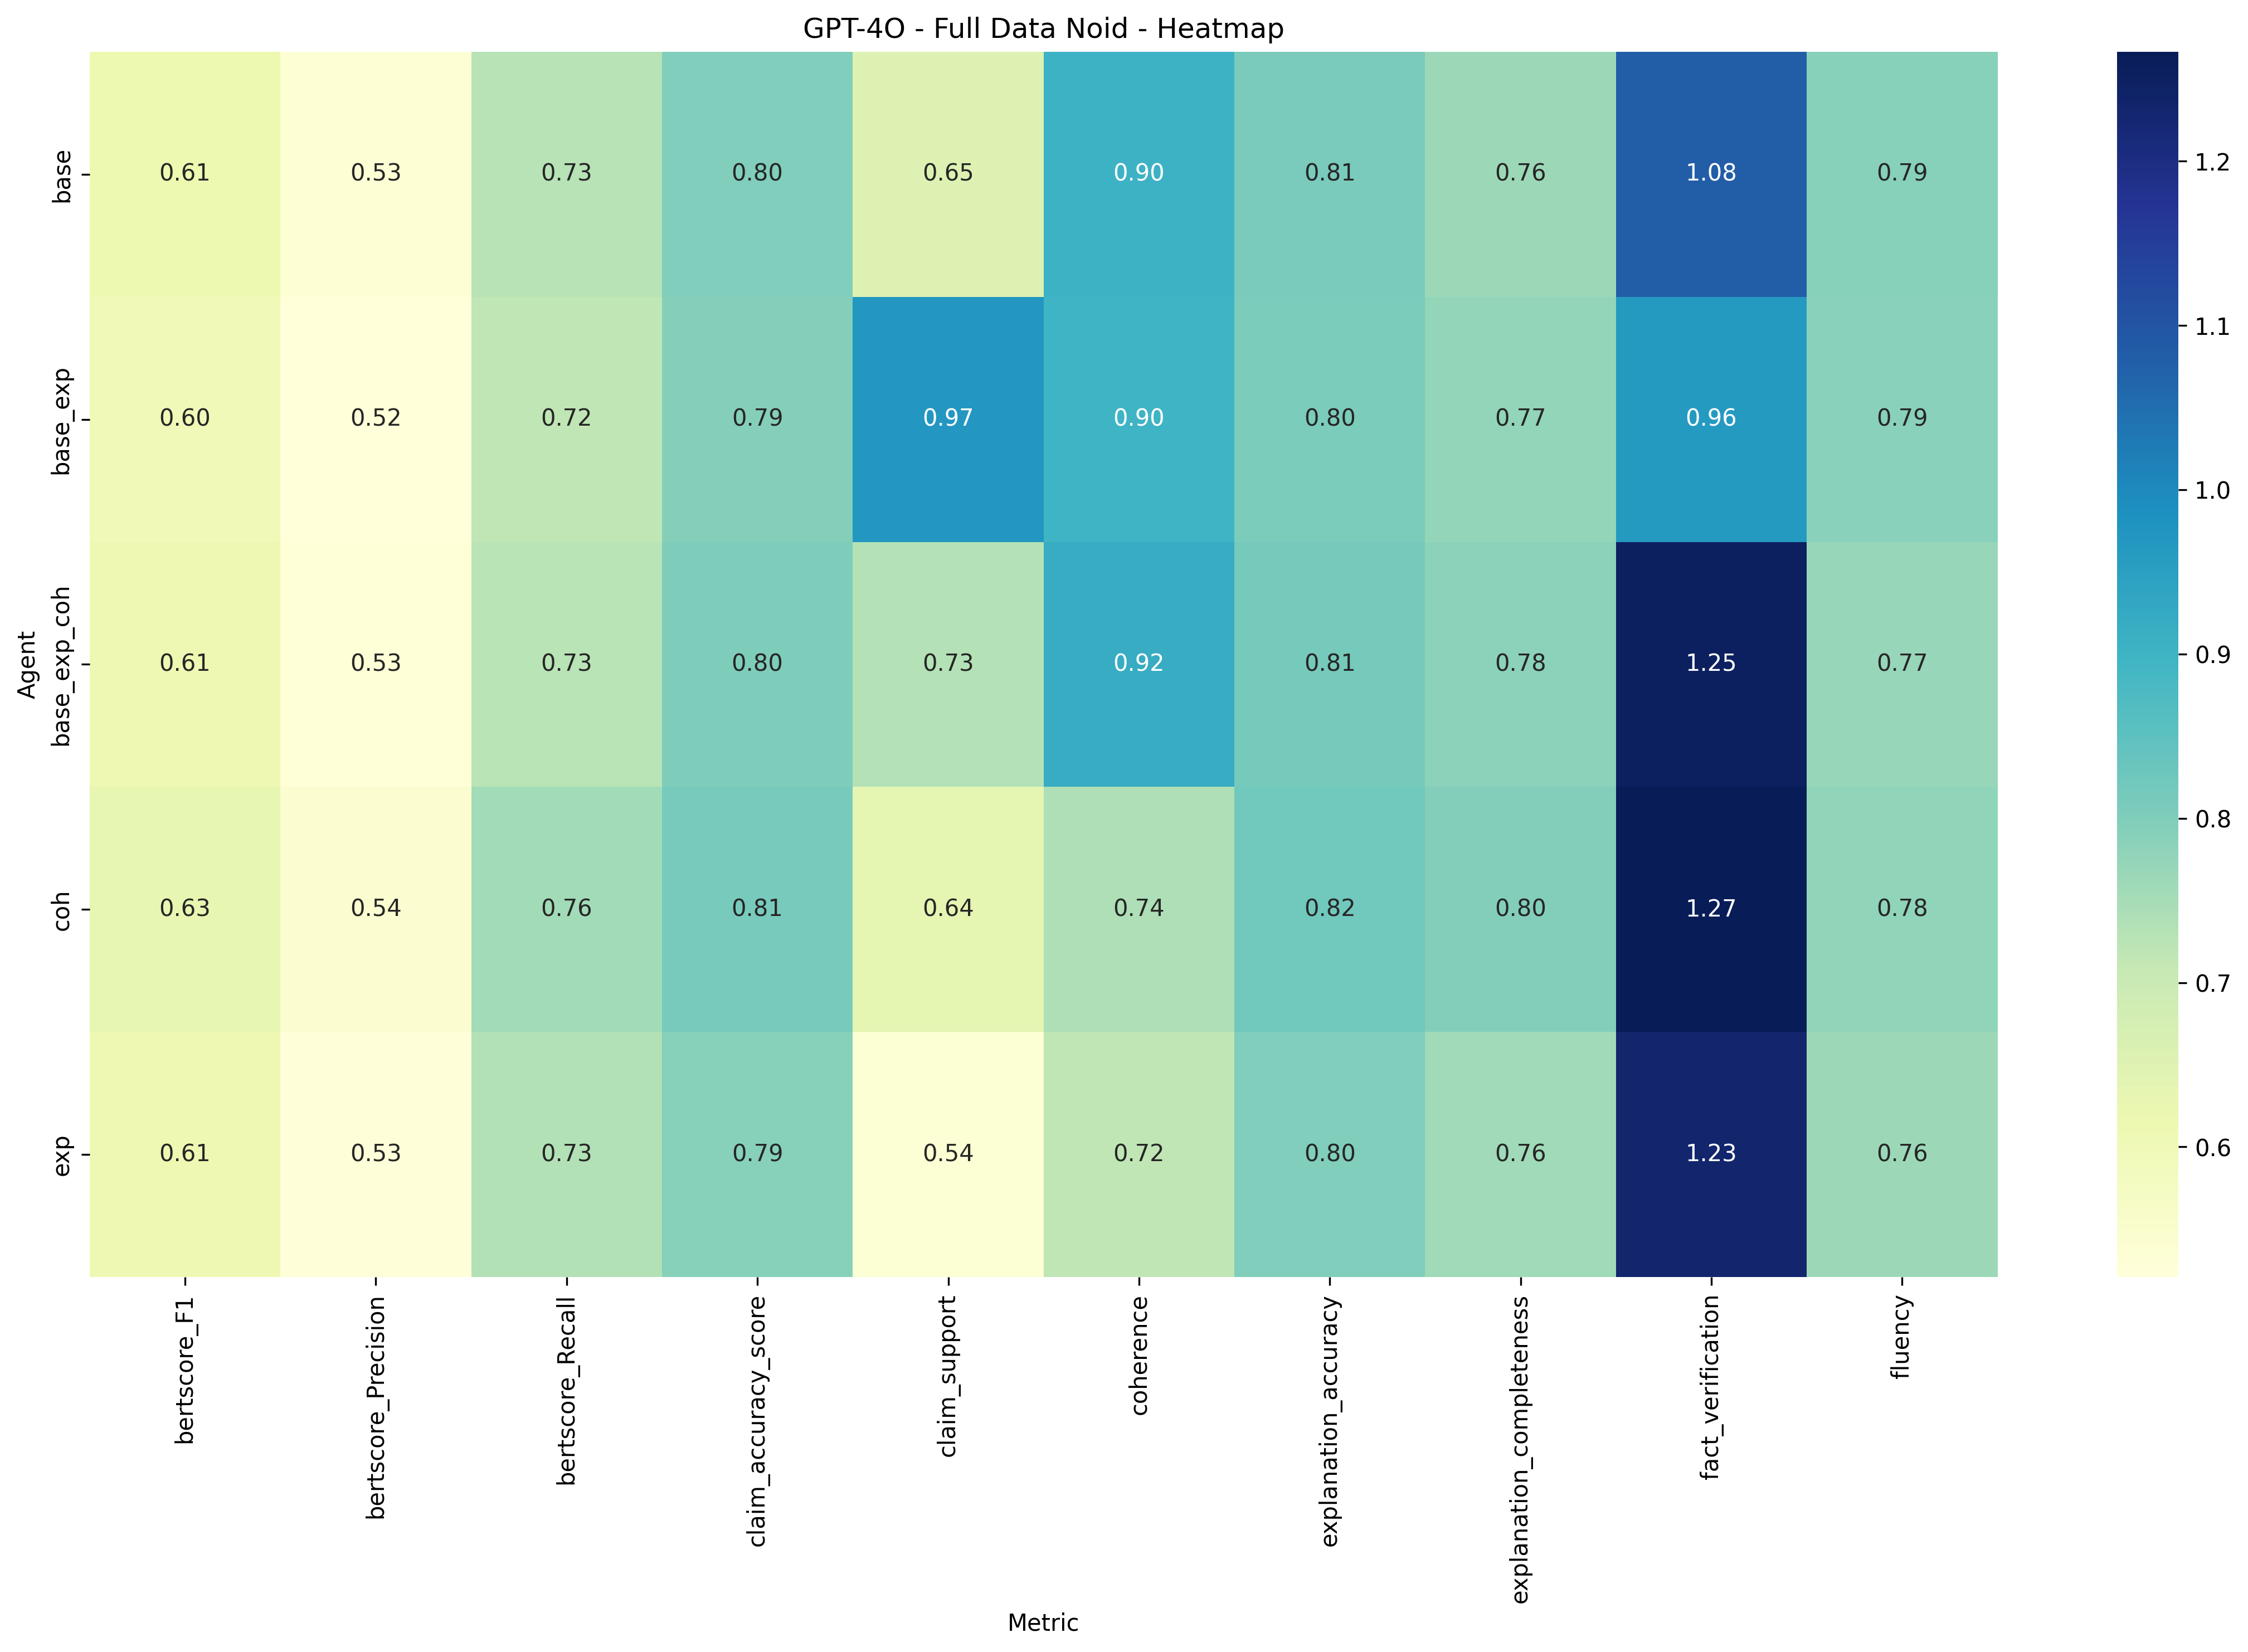 GPT-4O - Full Data Noid - Heatmap
Agent
base
0.61 0.53 0.73 0.80 0.65 0.90 0.81 0.76 1.08 0.79
base_exp
0.60 0.52 0.72 0.79 0.97 0.90 0.80 0.77 0.96 0.79
base_exp_coh
0.61 0.53 0.73 0.80 0.73 0.92 0.81 0.78 1.25 0.77
coh
0.63 0.54 0.76 0.81 0.64 0.74 0.82 0.80 1.27 0.78
exp
0.61 0.53 0.73 0.79 0.54 0.72 0.80 0.76 1.23 0.76
bertscore_F1
bertscore_Precision
bertscore_Recall
claim_accuracy_score
claim_support
coherence
explanation_accuracy
explanation_completeness
fact_verification
fluency
Metric
1.2
1.1
1.0
0.9
0.8
0.7
0.6